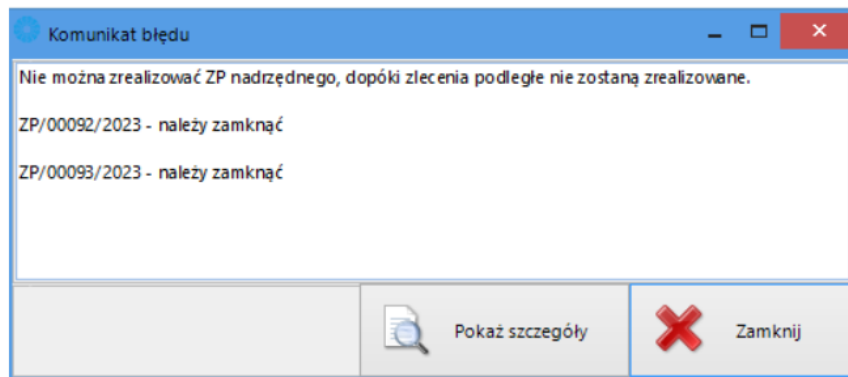 Komunikat błędu
Nie można zrealizować ZP nadrzędnego, dopóki zlecenia podległe nie zostaną zrealizowane.
ZP/00092/2023 - należy zamknąć
ZP/00093/2023 - należy zamknąć
Pokaż szczegóły
Zamknij